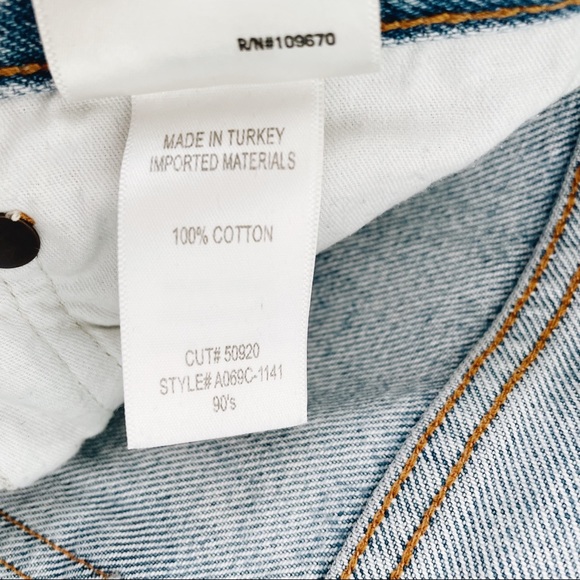 R/N#109670
MADE IN TURKEY
IMPORTED MATERIALS
100% COTTON
CUT# 50920
STYLE# A069C-1141
90's